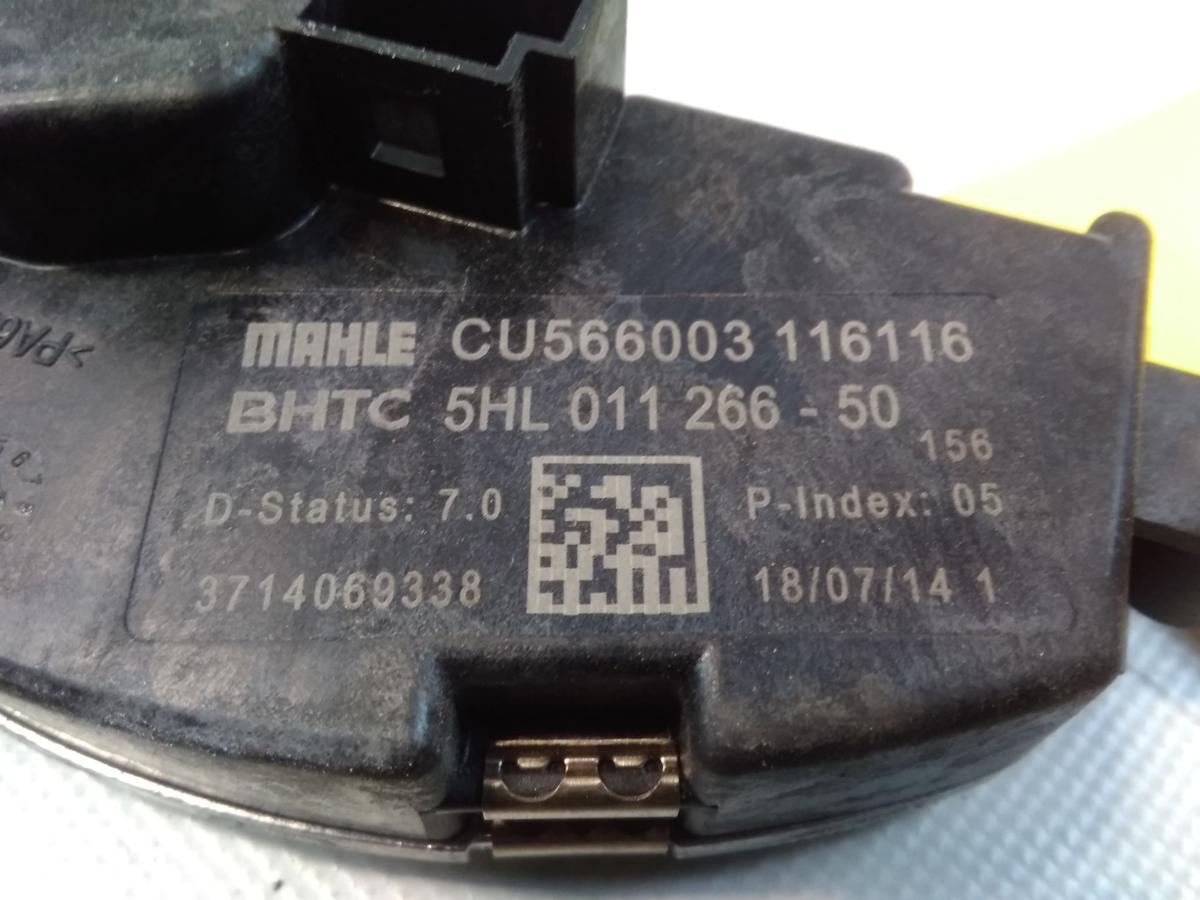 MAHLE CU566003 116116
BHTC 5HL 011 266 - 50
156
D-Status: 7.0 P-Index: 05
3714069338 18/07/14 1